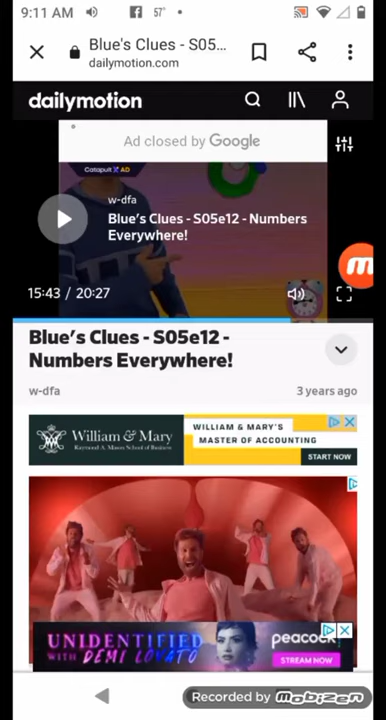 9:11 AM 57°
Blue's Clues - S05...
dailymotion.com
dailymotion
Ad closed by Google
Catapult X AD
w-dfa
Blue's Clues - S05e12 - Numbers
Everywhere!
15:43 / 20:27
Blue's Clues - S05e12 -
Numbers Everywhere!
w-dfa 3 years ago
William & Mary
Raymond A. Mason School of Business
WILLIAM & MARY'S
MASTER OF ACCOUNTING
START NOW
UNIDENTIFIED
WITH DEMI LOVATO
peacock
STREAM NOW
Recorded by mobizen